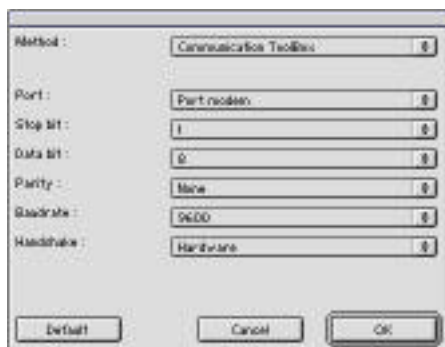 Method : Communication ToolBox
Port : Port modem
Stop bit : 1
Data bit : 8
Parity : None
Baudrate : 9600
Handshake : Hardware
Default Cancel OK